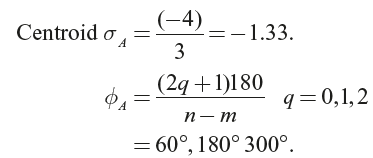 Centroid σ_A = (−4)/3 = −1.33.
ϕ_A = (2q + 1)180/n − m q = 0,1,2
= 60°, 180° 300°.